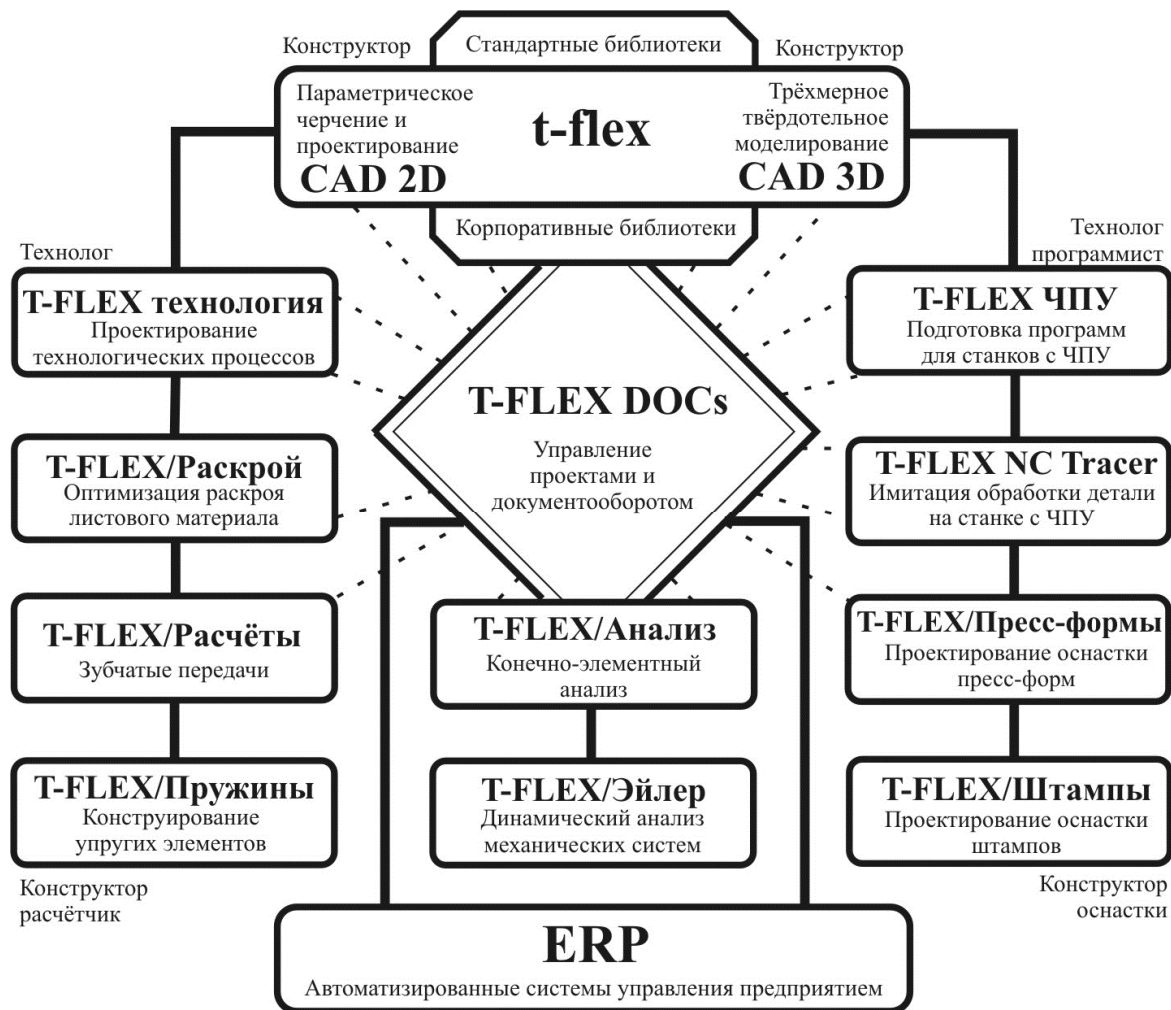 Стандартные библиотеки
Конструктор
Конструктор
Параметрическое
черчение и
проектирование
CAD 2D
t-flex
Трёхмерное
твёрдотельное
моделирование
CAD 3D
Корпоративные библиотеки
Технолог
Технолог
программист
T-FLEX технология
Проектирование
технологических процессов
T-FLEX ЧПУ
Подготовка программ
для станков с ЧПУ
T-FLEX DOCs
Управление
проектами и
документооборотом
T-FLEX/Раскрой
Оптимизация раскроя
листового материала
T-FLEX NC Tracer
Имитация обработки детали
на станке с ЧПУ
T-FLEX/Расчёты
Зубчатые передачи
T-FLEX/Анализ
Конечно-элементный
анализ
T-FLEX/Пресс-формы
Проектирование оснастки
пресс-форм
T-FLEX/Пружины
Конструирование
упругих элементов
T-FLEX/Эйлер
Динамический анализ
механических систем
T-FLEX/Штампы
Проектирование оснастки
штампов
Конструктор
расчётчик
Конструктор
оснастки
ERP
Автоматизированные системы управления предприятием